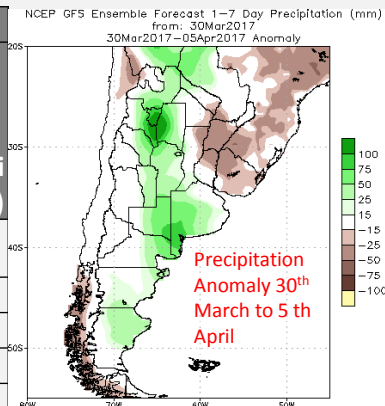 NCEP GFS Ensemble Forecast 1-7 Day Precipitation (mm)
from: 30Mar2017
30Mar2017-05Apr2017 Anomaly
20S
30S
40S
50S
80W
70W
60W
50W
100
75
50
25
15
-15
-25
-50
-75
-100
Precipitation
Anomaly 30th
March to 5 th
April
i
)